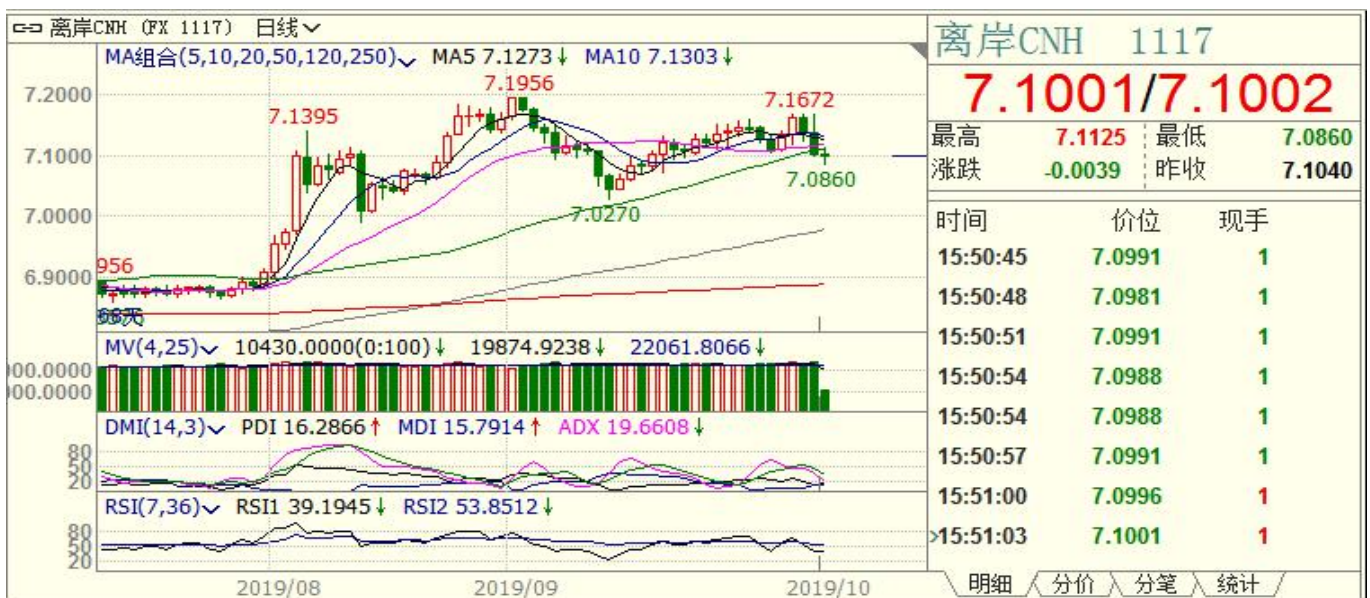 离岸CNH (FX 1117) 日线
MA组合(5,10,20,50,120,250) MA5 7.1273↓ MA10 7.1303↓
7.2000
7.1000
7.0000
6.9000
7.1395
7.1956
7.1672
7.0860
7.0270
956
MV(4,25) 10430.0000(0:100)↓ 19874.9238↓ 22061.8066↓
000.0000
000.0000
DMI(14,3) PDI 16.2866↑ MDI 15.7914↑ ADX 19.6608↓
80
50
20
RSI(7,36) RSI1 39.1945↓ RSI2 53.8512↓
80
50
20
2019/08 2019/09 2019/10
离岸CNH 1117
7.1001/7.1002
最高 7.1125 最低 7.0860
涨跌 -0.0039 昨收 7.1040
时间 价位 现手
15:50:45 7.0991 1
15:50:48 7.0981 1
15:50:51 7.0991 1
15:50:54 7.0988 1
15:50:54 7.0988 1
15:50:57 7.0991 1
15:51:00 7.0996 1
>15:51:03 7.1001 1
明细 分价 分笔 统计